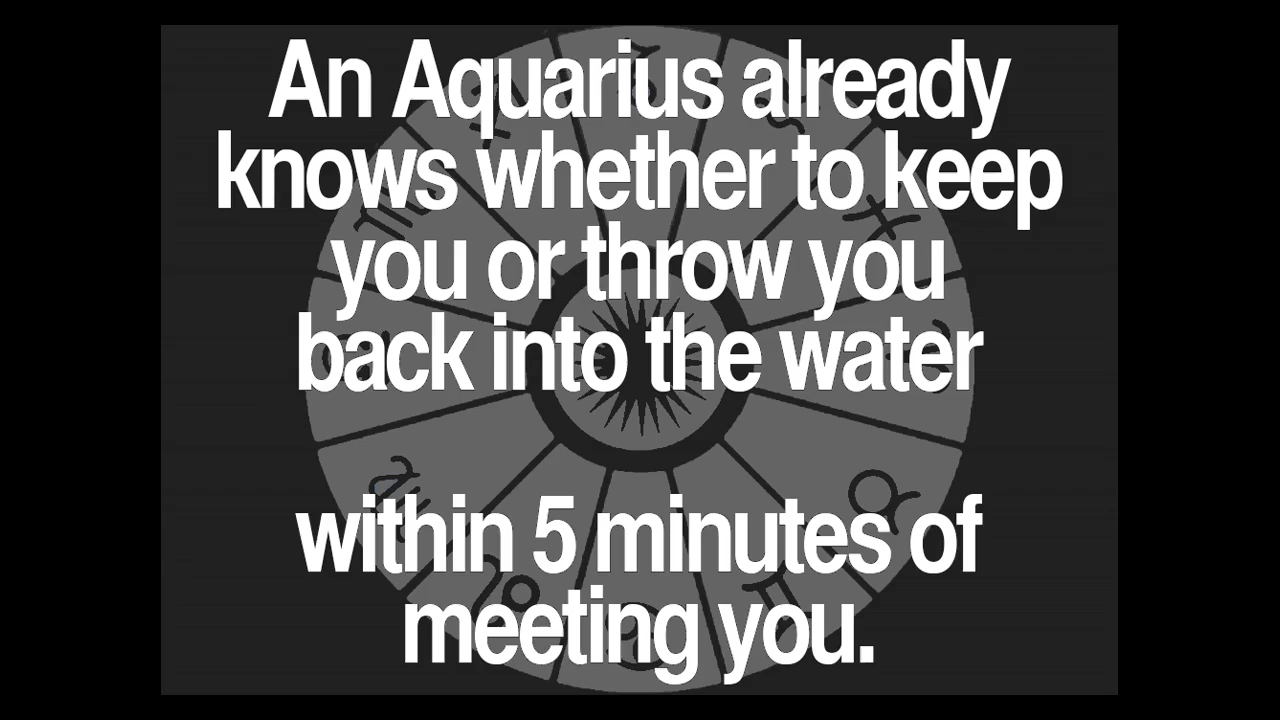 An Aquarius already
knows whether to keep
you or throw you
back into the water
within 5 minutes of
meeting you.